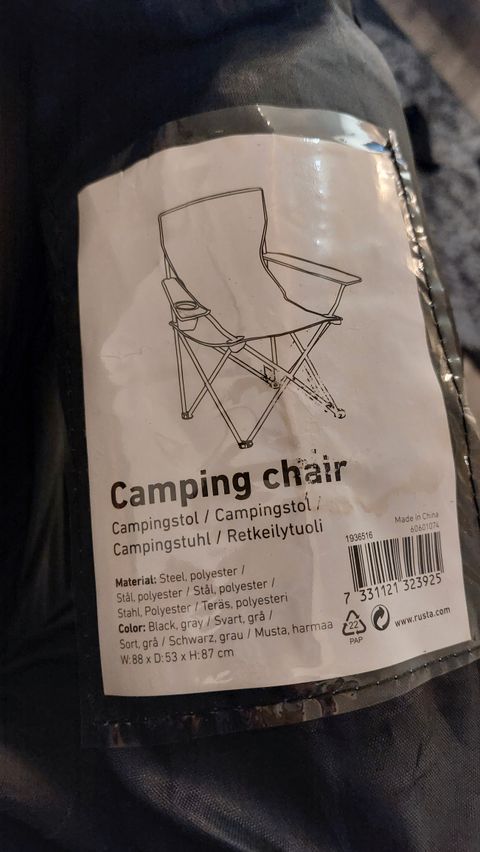 Camping chair
Campingstol / Campingstol /
Campingstuhl / Retkeilytuoli
Material: Steel, polyester /
Stål, polyester / Stål, polyester /
Stahl, Polyester / Teräs, polyesteri
Color: Black, gray / Svart, grå /
Sort, grå / Schwarz, grau / Musta, harmaa
W: 88 x D: 53 x H: 87 cm
Made in China
1936516
60601074
7 331121 323925
22
PAP
www.rusta.com